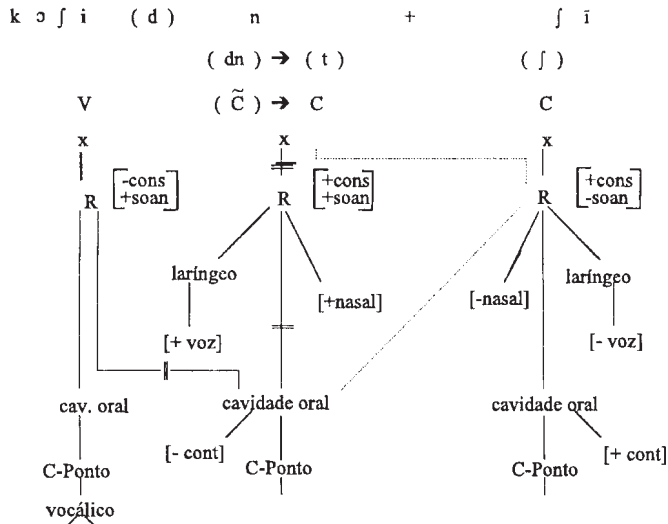 k ɔ ʃ i ( d ) n + ʃ ĩ
( dn ) ➔ ( t ) ( ʃ )
V ( C̃ ) ➔ C C
x x x
R [-cons +soan] R [+cons +soan] R [+cons -soan]
laríngeo [+nasal] [-nasal] laríngeo
[+ voz] [- voz]
cav. oral cavidade oral cavidade oral
[- cont] [+ cont]
C-Ponto C-Ponto C-Ponto
vocálico